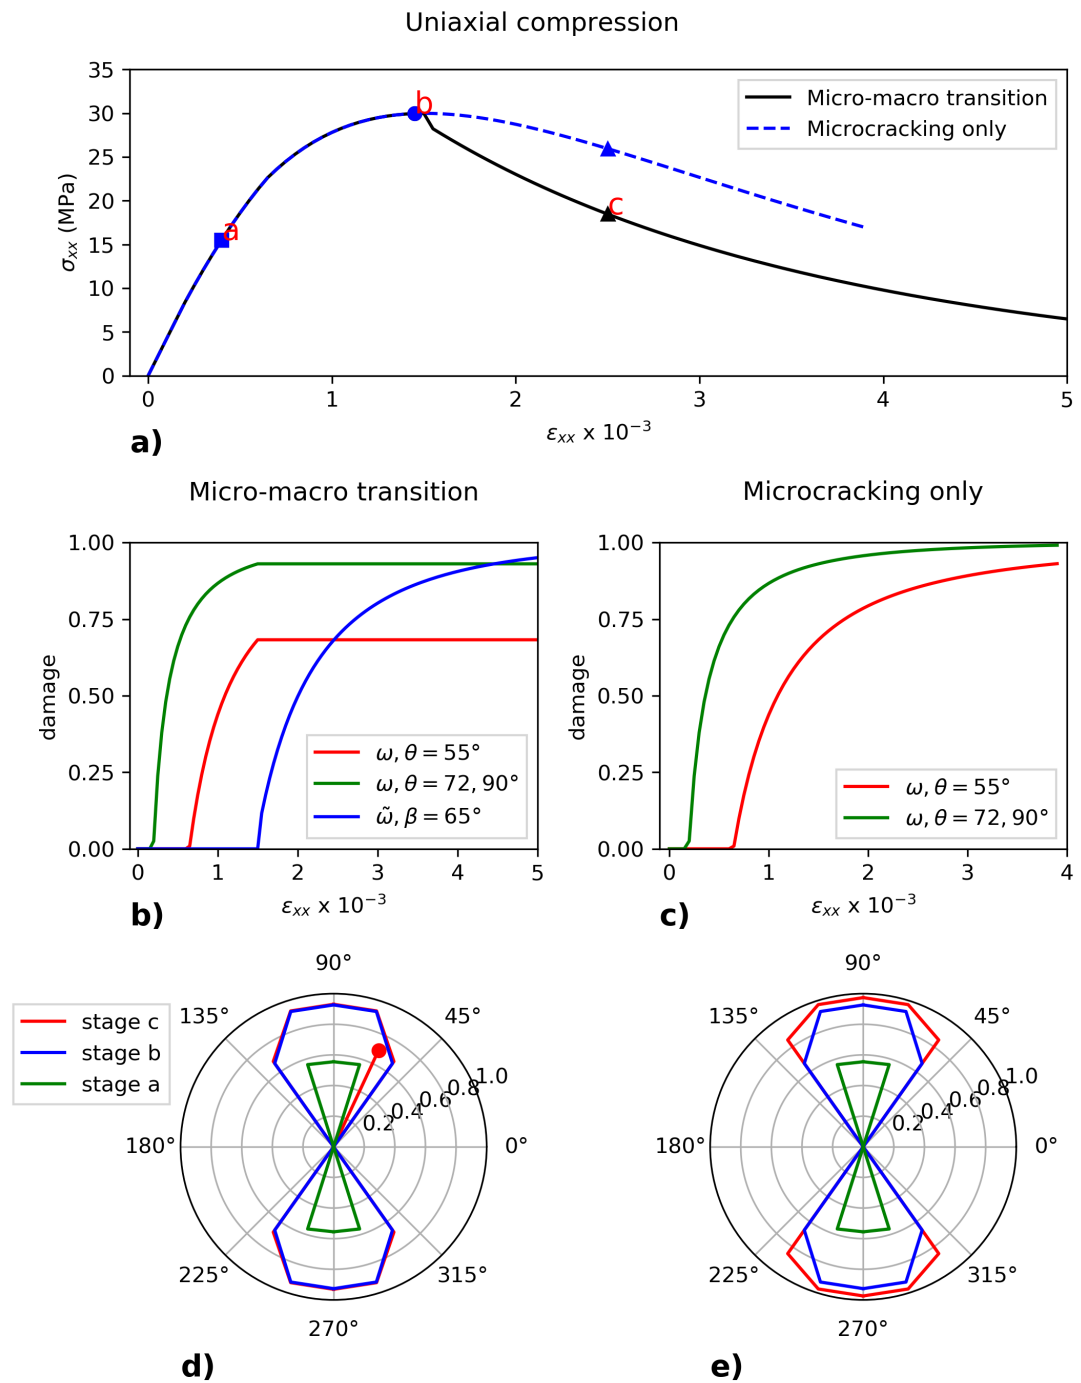 Uniaxial compression
35
30
25
20
15
10
5
0
σxx (MPa)
a
b
c
Micro-macro transition
Microcracking only
0 1 2 3 4 5
εxx x 10⁻³
a)
Micro-macro transition
1.00
0.75
0.50
0.25
0.00
damage
ω, θ = 55°
ω, θ = 72, 90°
ω̃, β = 65°
0 1 2 3 4 5
εxx x 10⁻³
b)
Microcracking only
1.00
0.75
0.50
0.25
0.00
damage
ω, θ = 55°
ω, θ = 72, 90°
0 1 2 3 4
εxx x 10⁻³
c)
stage c
stage b
stage a
90°
135° 45°
180° 0°
225° 315°
270°
0.2 0.4 0.6 0.8 1.0
d)
90°
135° 45°
180° 0°
225° 315°
270°
0.2 0.4 0.6 0.8 1.0
e)